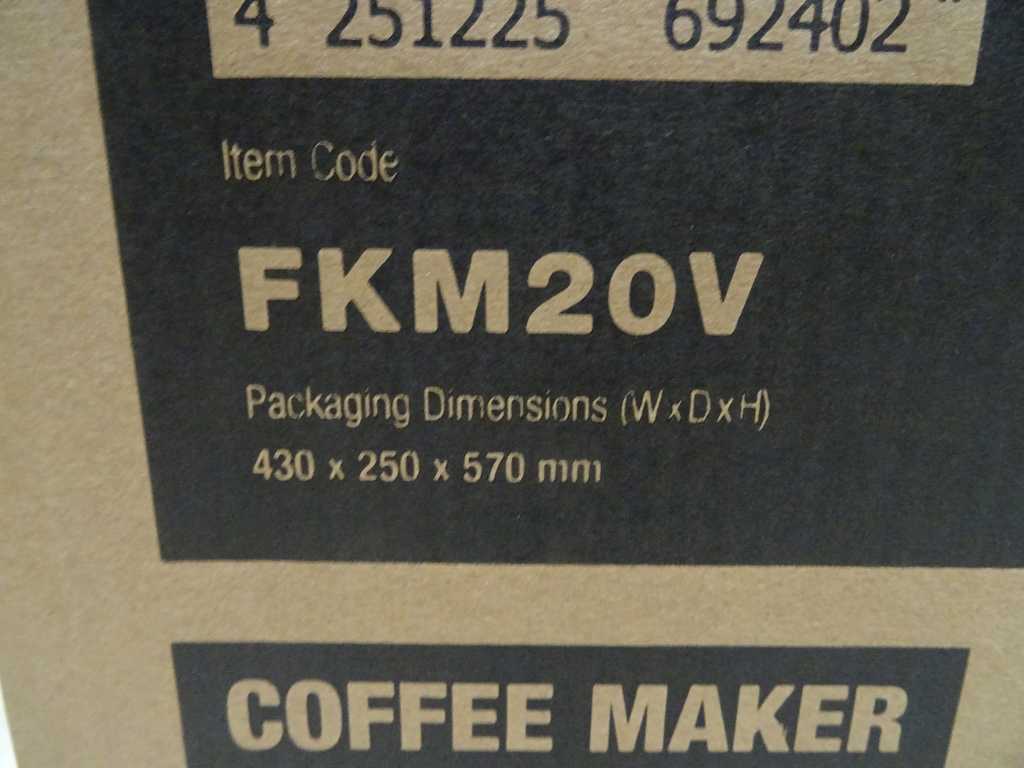 4 251225 692402
Item Code
FKM20V
Packaging Dimensions (W x D x H)
430 x 250 x 570 mm
COFFEE MAKER